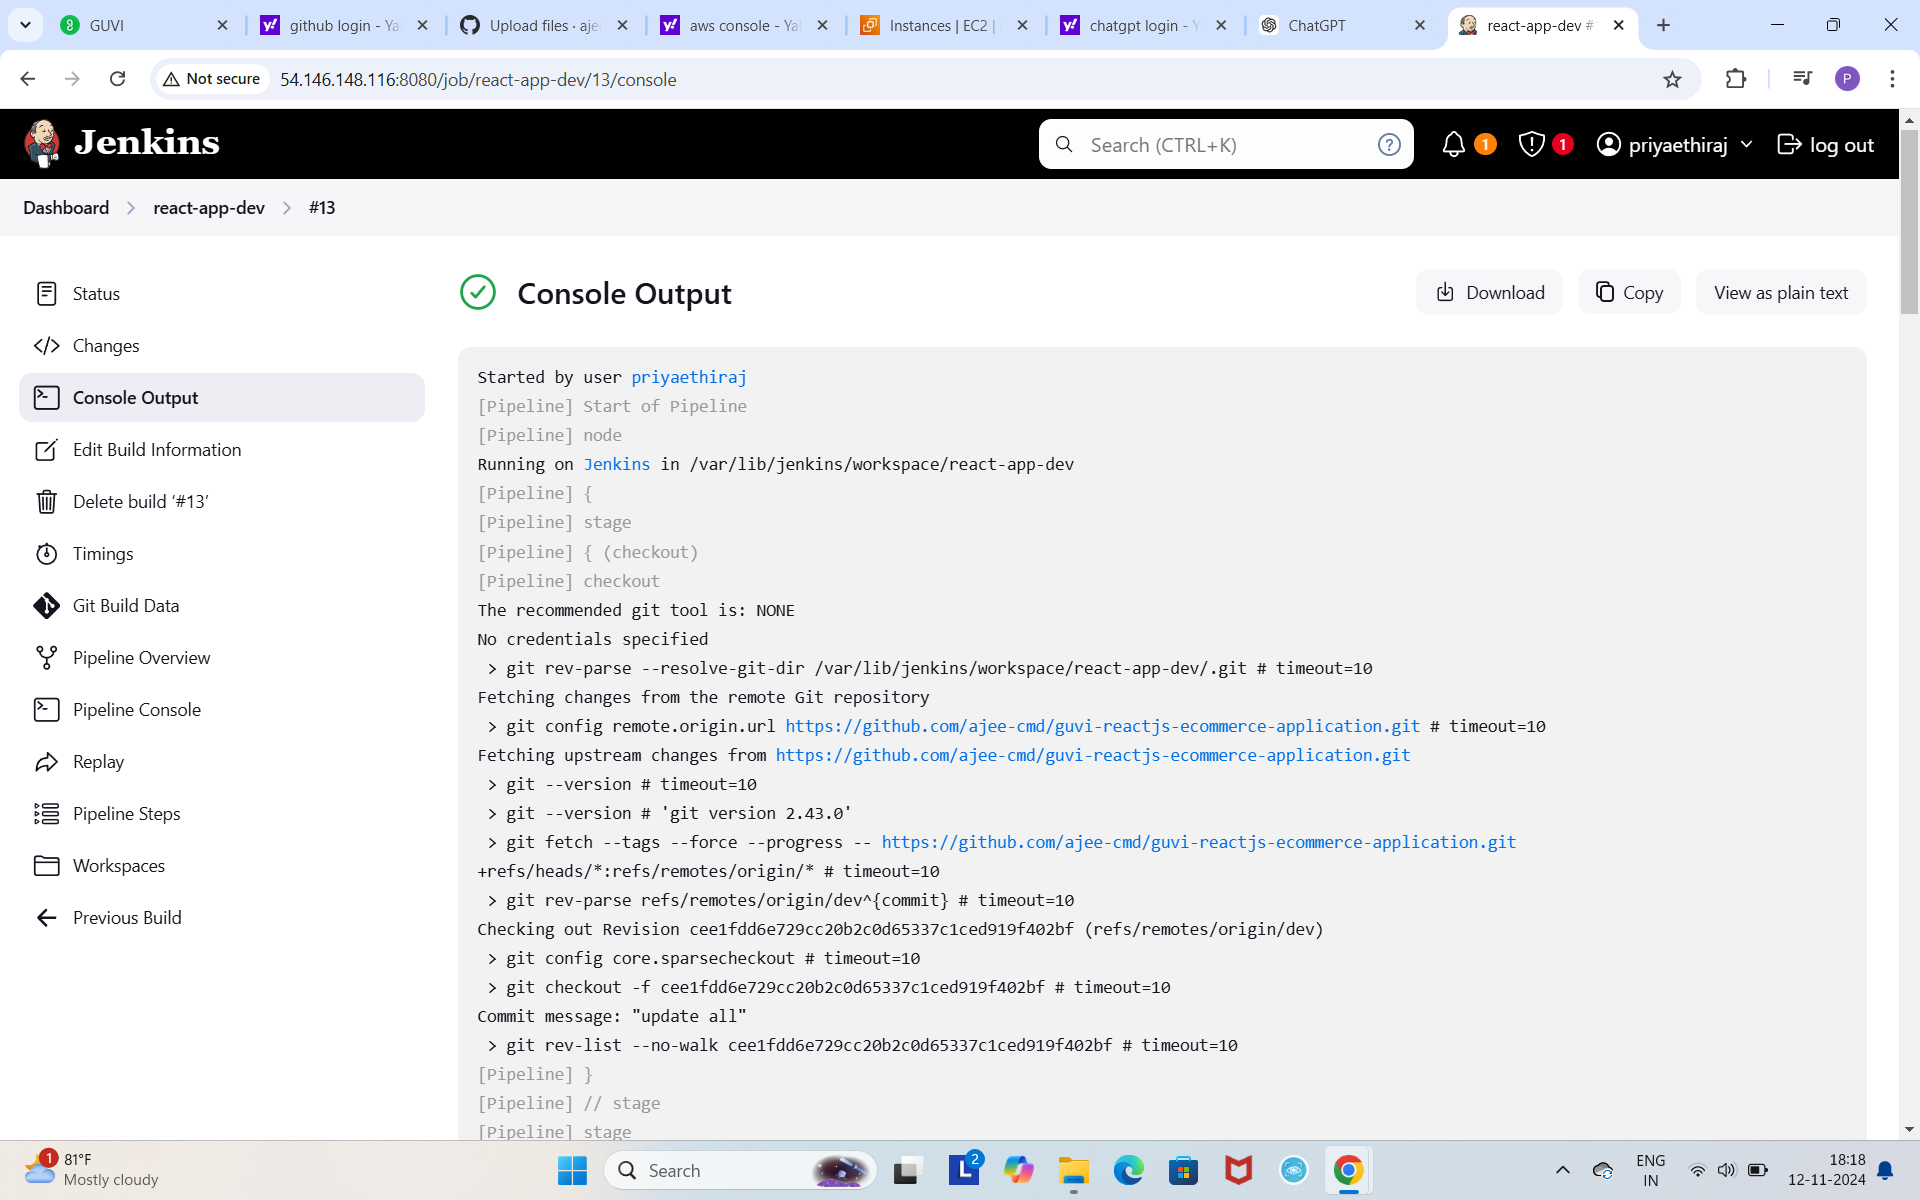 GUVI
github login - Ya
Upload files · aje
aws console - Ya
Instances | EC2 |
chatgpt login - Y
ChatGPT
react-app-dev #
Not secure
54.146.148.116:8080/job/react-app-dev/13/console
P
Jenkins
Search (CTRL+K)
?
1
1
priyaethiraj
log out
Dashboard
react-app-dev
#13
Status
Changes
Console Output
Edit Build Information
Delete build ‘#13’
Timings
Git Build Data
Pipeline Overview
Pipeline Console
Replay
Pipeline Steps
Workspaces
Previous Build
Console Output
Download
Copy
View as plain text
Started by user priyaethiraj
[Pipeline] Start of Pipeline
[Pipeline] node
Running on Jenkins in /var/lib/jenkins/workspace/react-app-dev
[Pipeline] {
[Pipeline] stage
[Pipeline] { (checkout)
[Pipeline] checkout
The recommended git tool is: NONE
No credentials specified
> git rev-parse --resolve-git-dir /var/lib/jenkins/workspace/react-app-dev/.git # timeout=10
Fetching changes from the remote Git repository
> git config remote.origin.url https://github.com/ajee-cmd/guvi-reactjs-ecommerce-application.git # timeout=10
Fetching upstream changes from https://github.com/ajee-cmd/guvi-reactjs-ecommerce-application.git
> git --version # timeout=10
> git --version # 'git version 2.43.0'
> git fetch --tags --force --progress -- https://github.com/ajee-cmd/guvi-reactjs-ecommerce-application.git
+refs/heads/*:refs/remotes/origin/* # timeout=10
> git rev-parse refs/remotes/origin/dev^{commit} # timeout=10
Checking out Revision cee1fdd6e729cc20b2c0d65337c1ced919f402bf (refs/remotes/origin/dev)
> git config core.sparsecheckout # timeout=10
> git checkout -f cee1fdd6e729cc20b2c0d65337c1ced919f402bf # timeout=10
Commit message: "update all"
> git rev-list --no-walk cee1fdd6e729cc20b2c0d65337c1ced919f402bf # timeout=10
[Pipeline] }
[Pipeline] // stage
[Pipeline] stage
1
81°F
Mostly cloudy
Search
L
2
ENG
IN
18:18
12-11-2024